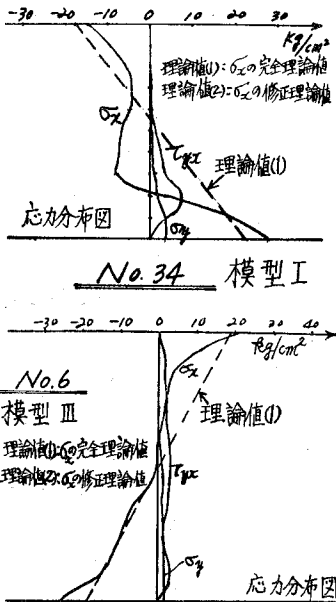 -30 -20 -10 0 10 20 30
kg/cm²
理論値(1):σxの完全理論値
理論値(2):σxの修正理論値
σx
τyx
理論値(1)
応力分布図
σy
No. 34 模型 I
-30 -20 -10 0 10 20 30 40
kg/cm²
σx
No.6
模型 III
理論値(1)
理論値(1):σxの完全理論値
理論値(2):σxの修正理論値
τyx
σy
応力分布図